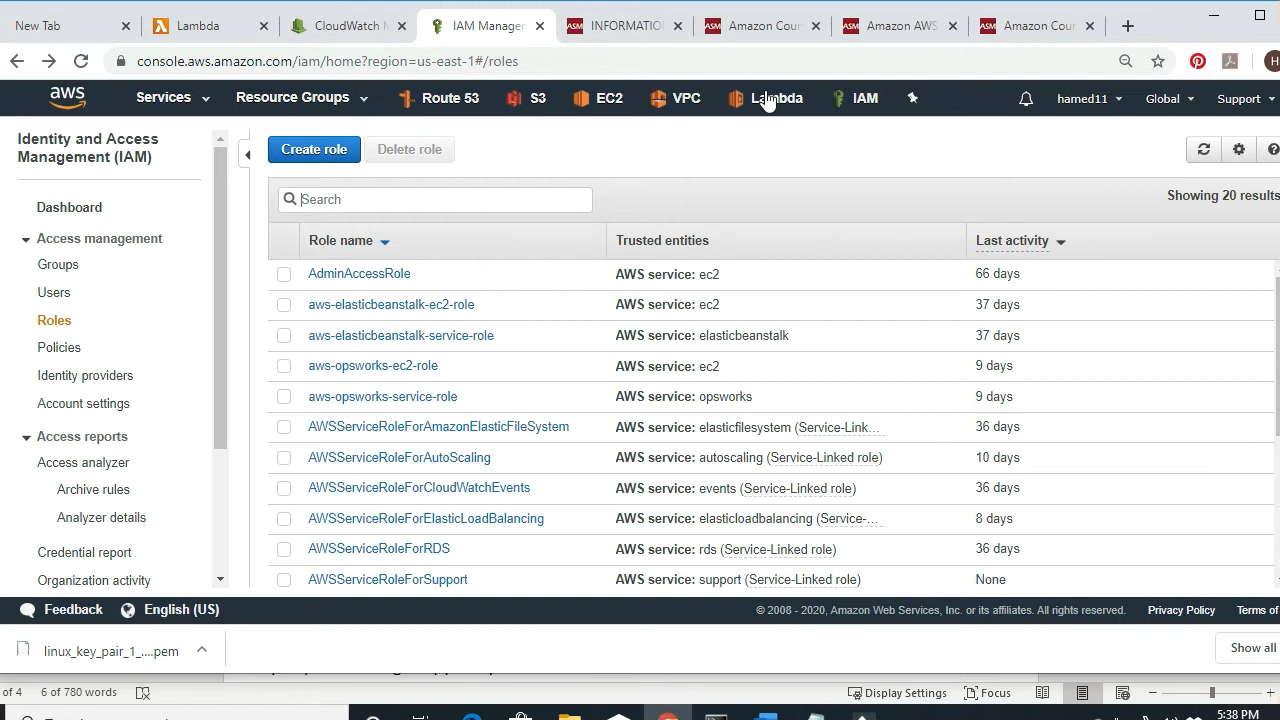 New Tab
Lambda
CloudWatch M
IAM Manage
INFORMATIO
Amazon Cou
Amazon AWS
Amazon Cou
console.aws.amazon.com/iam/home?region=us-east-1#/roles
aws Services Resource Groups Route 53 S3 EC2 VPC Lambda IAM hamed11 Global Support
Identity and Access
Management (IAM)
Dashboard
Access management
Groups
Users
Roles
Policies
Identity providers
Account settings
Access reports
Access analyzer
Archive rules
Analyzer details
Credential report
Organization activity
Create role Delete role
Search
Showing 20 results
Role name Trusted entities Last activity
AdminAccessRole AWS service: ec2 66 days
aws-elasticbeanstalk-ec2-role AWS service: ec2 37 days
aws-elasticbeanstalk-service-role AWS service: elasticbeanstalk 37 days
aws-opsworks-ec2-role AWS service: ec2 9 days
aws-opsworks-service-role AWS service: opsworks 9 days
AWSServiceRoleForAmazonElasticFileSystem AWS service: elasticfilesystem (Service-Link... 36 days
AWSServiceRoleForAutoScaling AWS service: autoscaling (Service-Linked role) 10 days
AWSServiceRoleForCloudWatchEvents AWS service: events (Service-Linked role) 36 days
AWSServiceRoleForElasticLoadBalancing AWS service: elasticloadbalancing (Service-... 8 days
AWSServiceRoleForRDS AWS service: rds (Service-Linked role) 36 days
AWSServiceRoleForSupport AWS service: support (Service-Linked role) None
Feedback English (US) © 2008 - 2020, Amazon Web Services, Inc. or its affiliates. All rights reserved. Privacy Policy Terms of
linux_key_pair_1_....pem Show all
of 4 6 of 780 words Display Settings Focus
5:38 PM